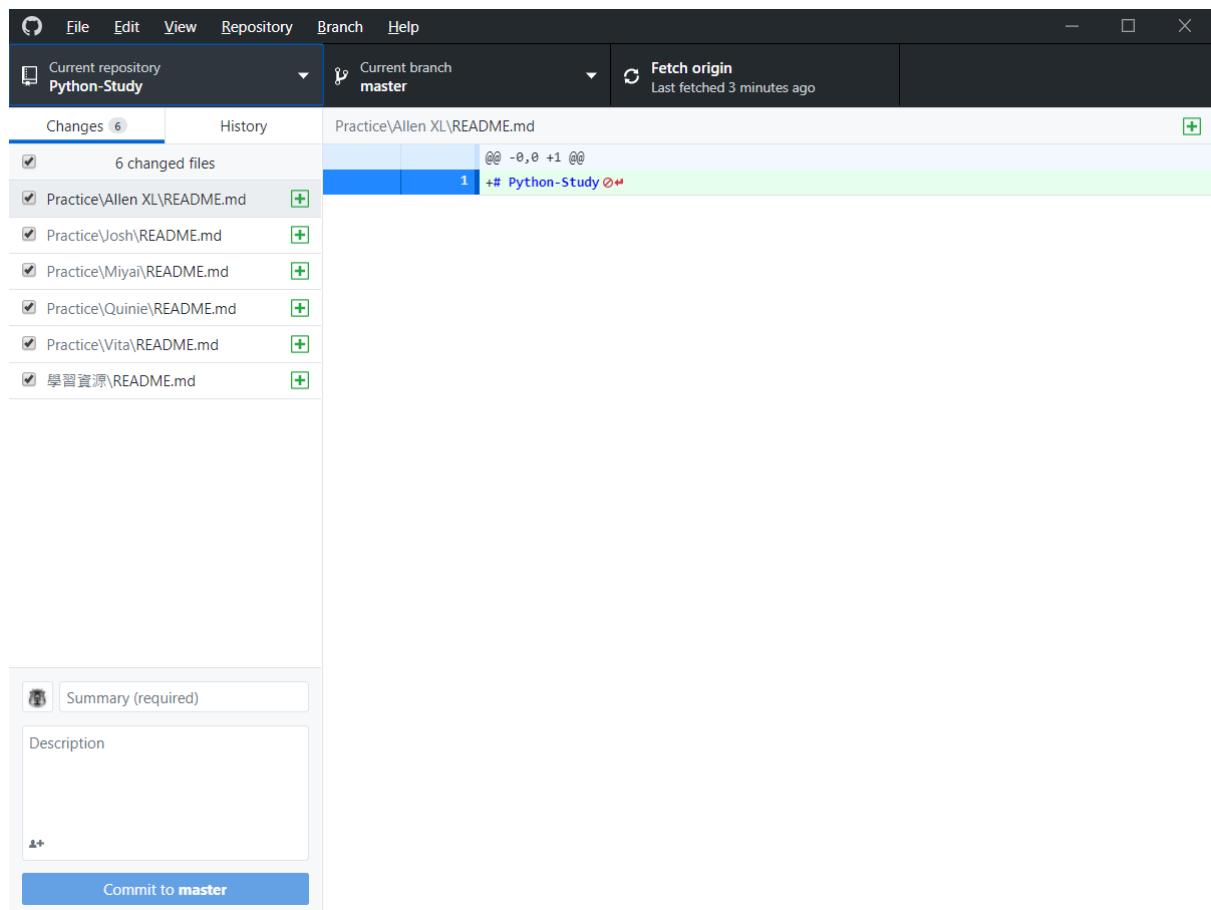 File Edit View Repository Branch Help
Current repository
Python-Study
Current branch
master
Fetch origin
Last fetched 3 minutes ago
Changes 6 History
6 changed files
Practice\Allen XL\README.md
Practice\Josh\README.md
Practice\Miyai\README.md
Practice\Quinie\README.md
Practice\Vita\README.md
學習資源\README.md
Summary (required)
Description
Commit to master
Practice\Allen XL\README.md
@@ -0,0 +1 @@
1 +# Python-Study